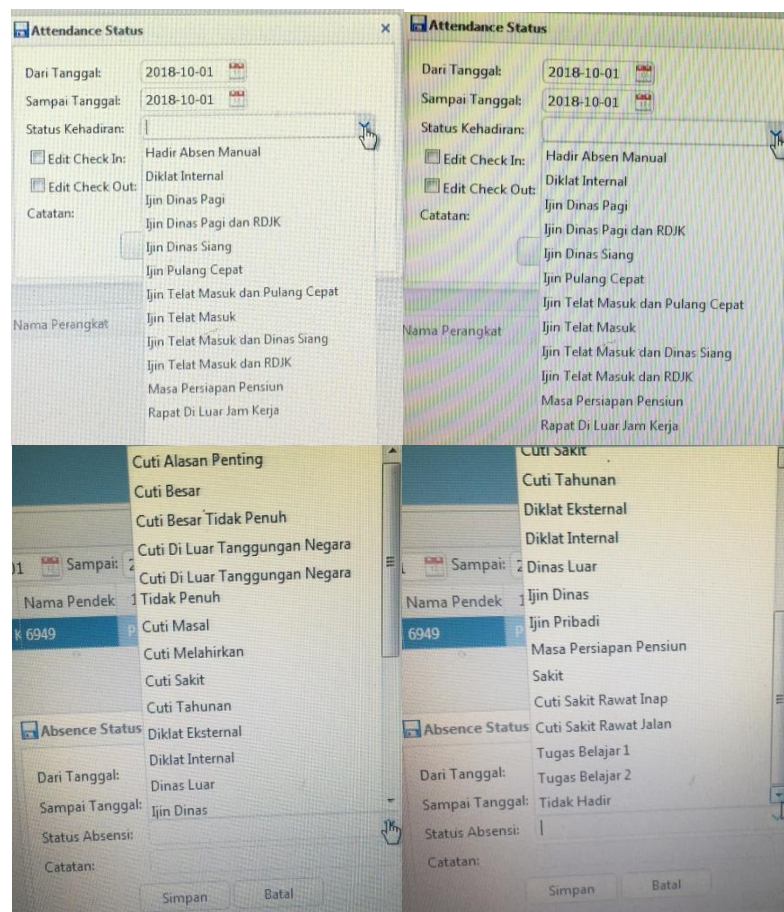 Attendance Status
Dari Tanggal: 2018-10-01
Sampai Tanggal: 2018-10-01
Status Kehadiran:
Edit Check In:
Edit Check Out:
Catatan:
Hadir Absen Manual
Diklat Internal
Ijin Dinas Pagi
Ijin Dinas Pagi dan RDJK
Ijin Dinas Siang
Ijin Pulang Cepat
Ijin Telat Masuk dan Pulang Cepat
Ijin Telat Masuk
Ijin Telat Masuk dan Dinas Siang
Ijin Telat Masuk dan RDJK
Masa Persiapan Pensiun
Rapat Di Luar Jam Kerja
Nama Perangkat
Attendance Status
Dari Tanggal: 2018-10-01
Sampai Tanggal: 2018-10-01
Status Kehadiran:
Edit Check In:
Edit Check Out:
Catatan:
Hadir Absen Manual
Diklat Internal
Ijin Dinas Pagi
Ijin Dinas Pagi dan RDJK
Ijin Dinas Siang
Ijin Pulang Cepat
Ijin Telat Masuk dan Pulang Cepat
Ijin Telat Masuk
Ijin Telat Masuk dan Dinas Siang
Ijin Telat Masuk dan RDJK
Masa Persiapan Pensiun
Rapat Di Luar Jam Kerja
Nama Perangkat
Cuti Alasan Penting
Cuti Besar
Cuti Besar Tidak Penuh
Cuti Di Luar Tanggungan Negara
Cuti Di Luar Tanggungan Negara
Tidak Penuh
Cuti Masal
Cuti Melahirkan
Cuti Sakit
Cuti Tahunan
Diklat Eksternal
Diklat Internal
Dinas Luar
Ijin Dinas
1 Sampai: 2
Nama Pendek 1
K 6949 P
Absence Status
Dari Tanggal:
Sampai Tanggal:
Status Absensi:
Catatan:
Simpan Batal
Cuti Sakit
Cuti Tahunan
Diklat Eksternal
Diklat Internal
Dinas Luar
Ijin Dinas
Ijin Pribadi
Masa Persiapan Pensiun
Sakit
Cuti Sakit Rawat Inap
Cuti Sakit Rawat Jalan
Tugas Belajar 1
Tugas Belajar 2
Tidak Hadir
Sampai: 2
Nama Pendek 1
6949 P
Absence Status
Dari Tanggal:
Sampai Tanggal:
Status Absensi:
Catatan:
Simpan Batal